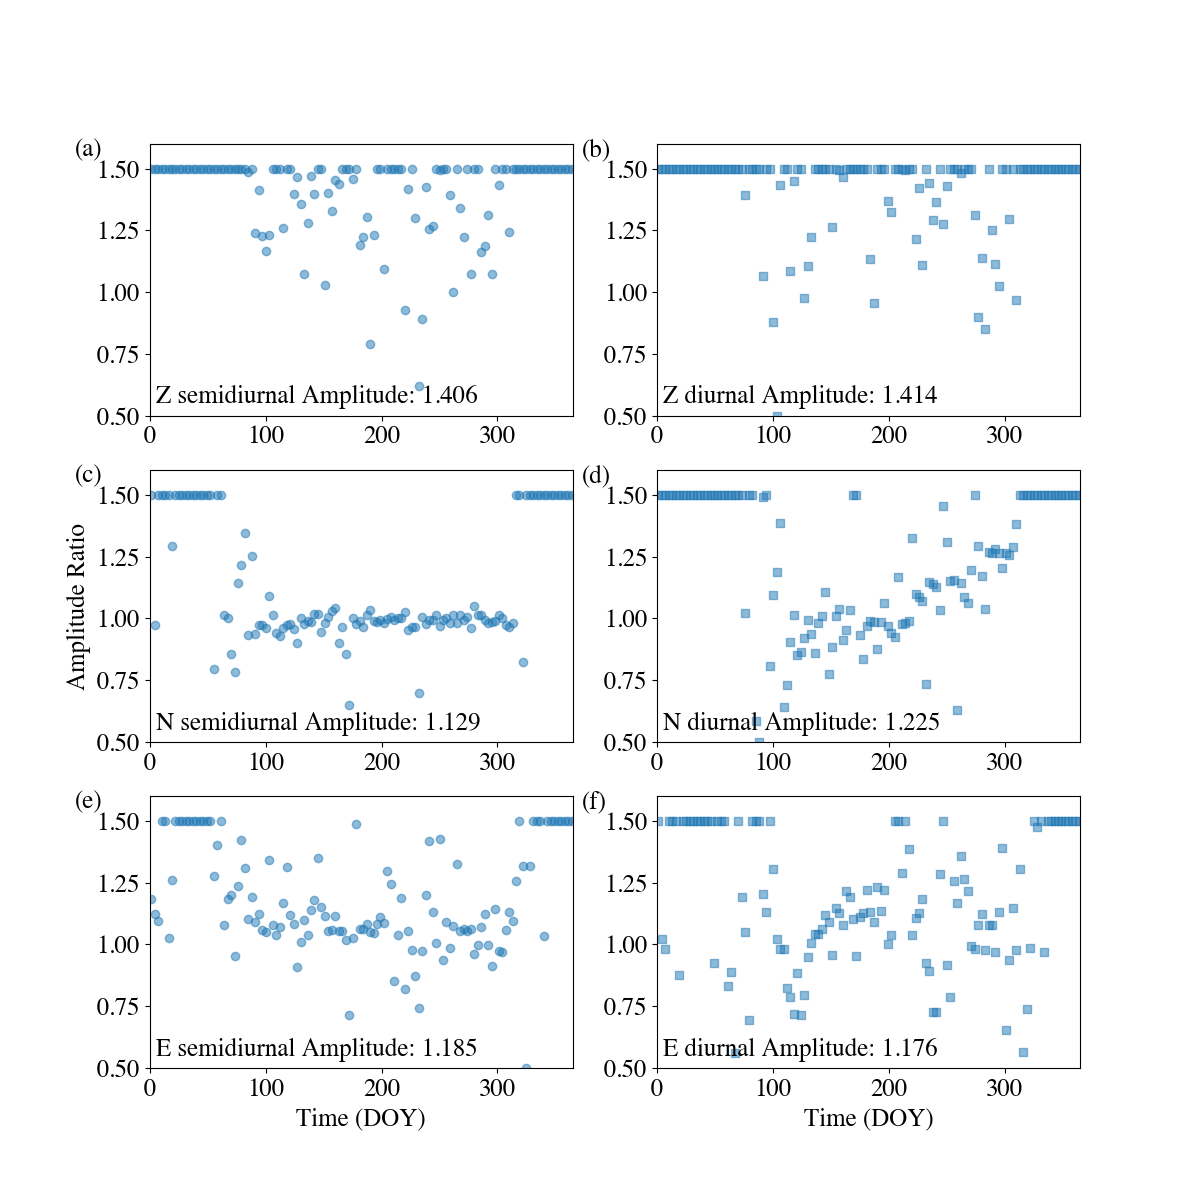 (a)
1.50
1.25
1.00
0.75
0.50
Z semidiurnal Amplitude: 1.406
0 100 200 300
(b)
1.50
1.25
1.00
0.75
0.50
Z diurnal Amplitude: 1.414
0 100 200 300
Amplitude Ratio
(c)
1.50
1.25
1.00
0.75
0.50
N semidiurnal Amplitude: 1.129
0 100 200 300
(d)
1.50
1.25
1.00
0.75
0.50
N diurnal Amplitude: 1.225
0 100 200 300
(e)
1.50
1.25
1.00
0.75
0.50
E semidiurnal Amplitude: 1.185
0 100 200 300
Time (DOY)
(f)
1.50
1.25
1.00
0.75
0.50
E diurnal Amplitude: 1.176
0 100 200 300
Time (DOY)